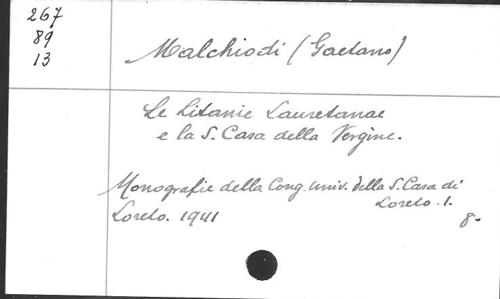 267
89
13
Malchiodi (Gaetano)
Le Litanie Lauretanae
e la S. Casa della Vergine.
Monografie della Cong. univ. della S. Casa di
Loreto. 1.
Loreto. 1941
8.